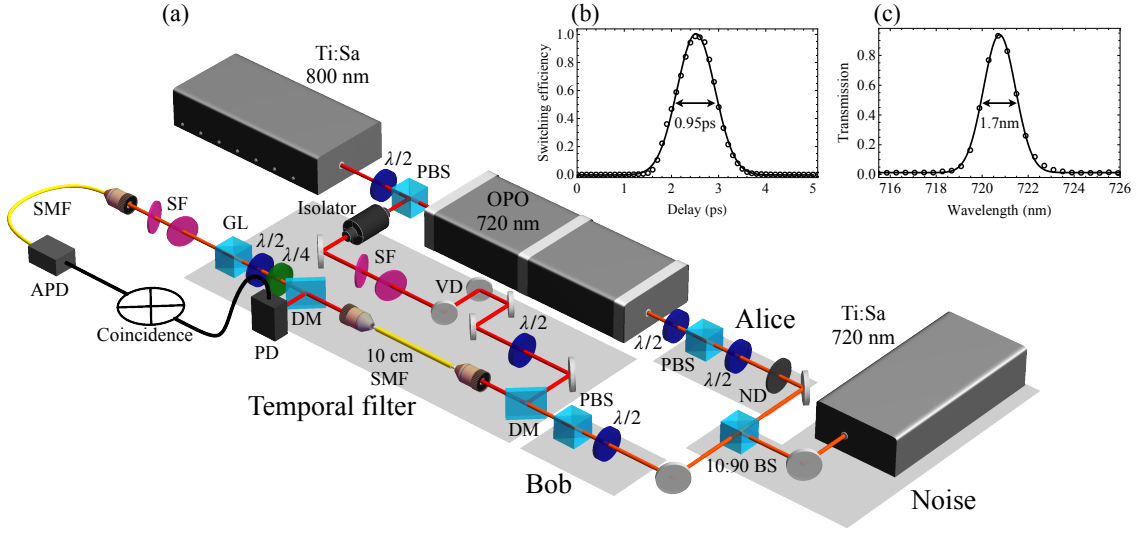 (a)
(b)
(c)
Ti:Sa
800 nm
λ/2
PBS
Isolator
OPO
720 nm
SMF
SF
GL
λ/2
λ/4
SF
VD
APD
Coincidence
PD
DM
10 cm
SMF
λ/2
Temporal filter
DM
PBS
λ/2
Bob
λ/2
PBS
λ/2
Alice
ND
10:90 BS
Ti:Sa
720 nm
Noise
Switching efficiency
1.0
0.8
0.6
0.4
0.2
0.0
0.95ps
0 1 2 3 4 5
Delay (ps)
Transmission
0.8
0.6
0.4
0.2
0.0
1.7nm
716 718 720 722 724 726
Wavelength (nm)